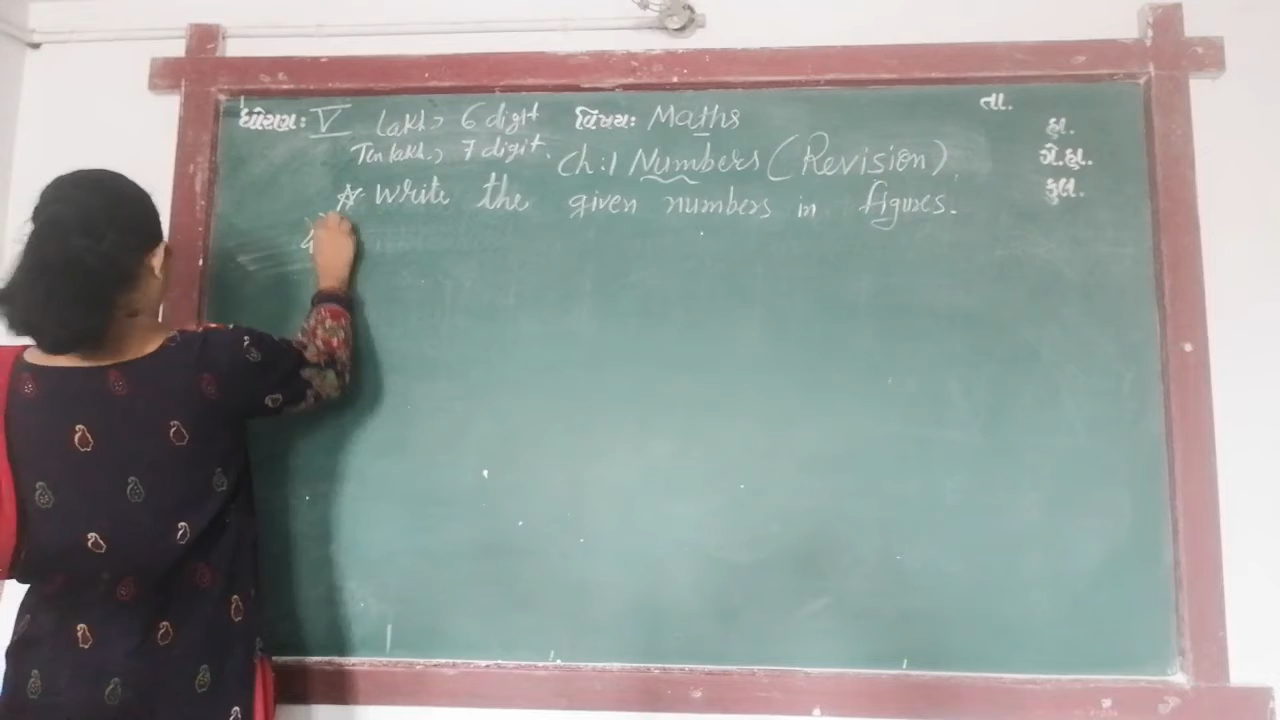 ધોરણ: V Lakh → 6 digit વિષય: Maths તા.
હા.
Ten lakh → 7 digit.
ગે.હા.
Ch:1 Numbers (Revision)
કુલ.
☆ Write the given numbers in figures.